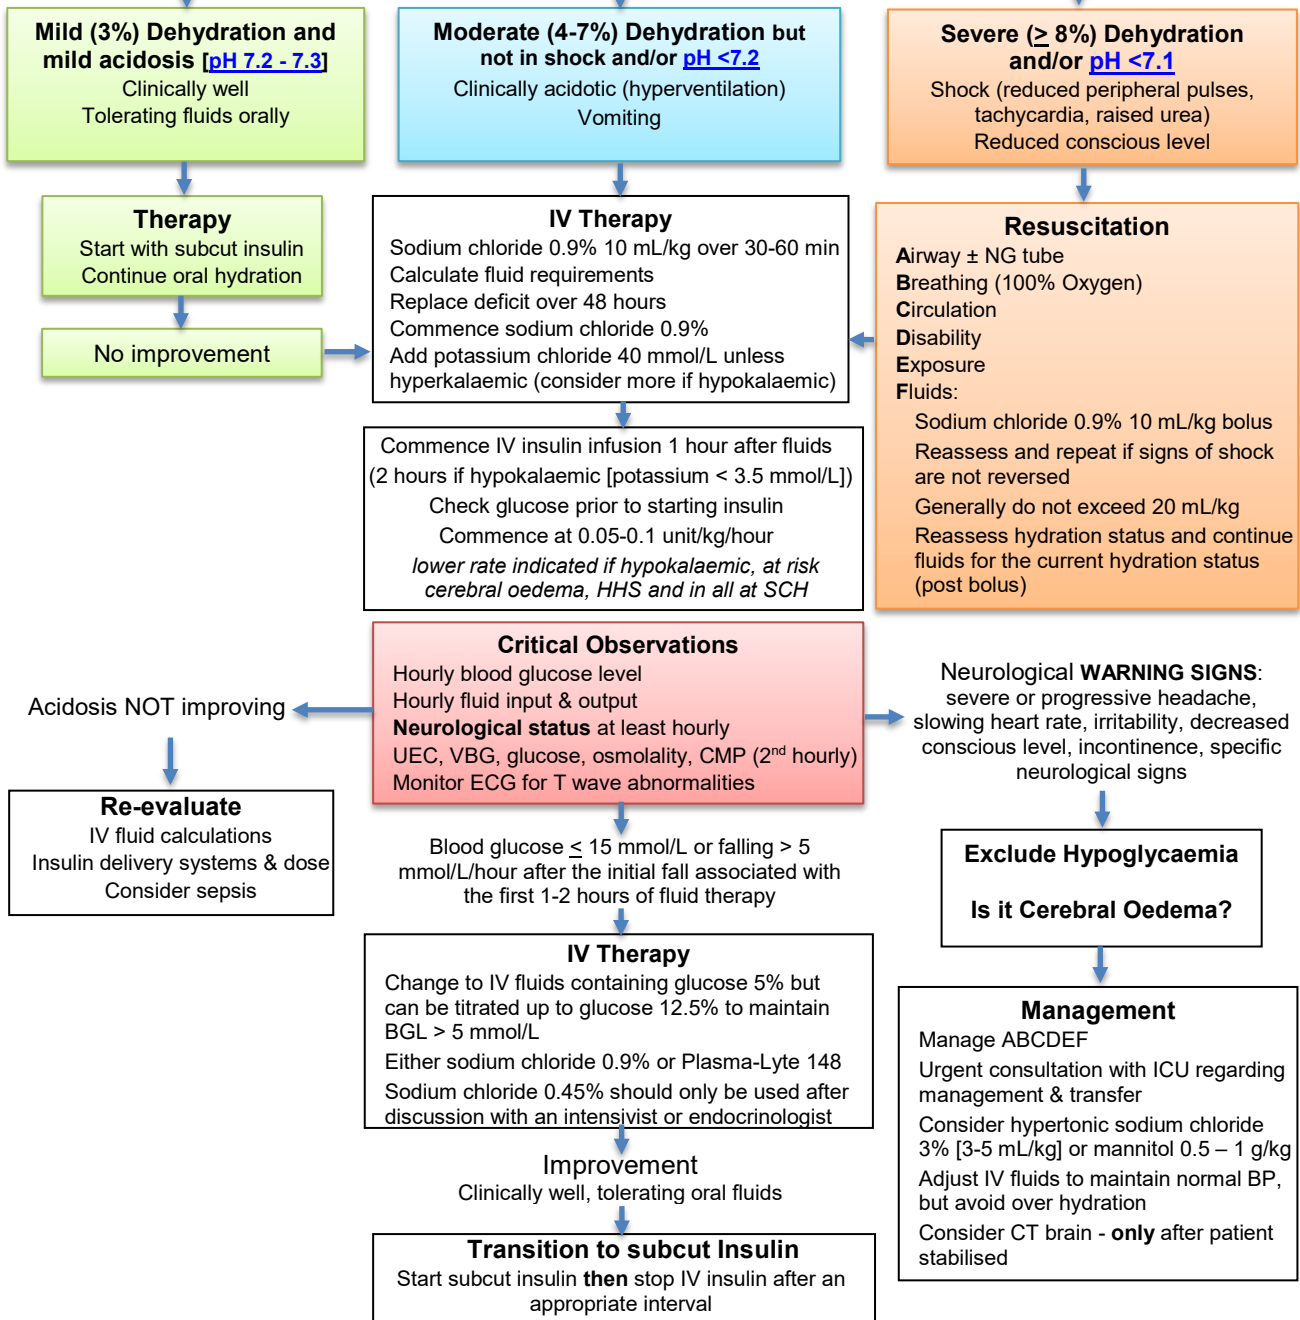 Mild (3%) Dehydration and
mild acidosis [pH 7.2 - 7.3]
Clinically well
Tolerating fluids orally
Moderate (4-7%) Dehydration but
not in shock and/or pH <7.2
Clinically acidotic (hyperventilation)
Vomiting
Severe (≥ 8%) Dehydration
and/or pH <7.1
Shock (reduced peripheral pulses,
tachycardia, raised urea)
Reduced conscious level
Therapy
Start with subcut insulin
Continue oral hydration
No improvement
IV Therapy
Sodium chloride 0.9% 10 mL/kg over 30-60 min
Calculate fluid requirements
Replace deficit over 48 hours
Commence sodium chloride 0.9%
Add potassium chloride 40 mmol/L unless
hyperkalaemic (consider more if hypokalaemic)
Resuscitation
Airway ± NG tube
Breathing (100% Oxygen)
Circulation
Disability
Exposure
Fluids:
Sodium chloride 0.9% 10 mL/kg bolus
Reassess and repeat if signs of shock
are not reversed
Generally do not exceed 20 mL/kg
Reassess hydration status and continue
fluids for the current hydration status
(post bolus)
Commence IV insulin infusion 1 hour after fluids
(2 hours if hypokalaemic [potassium < 3.5 mmol/L])
Check glucose prior to starting insulin
Commence at 0.05-0.1 unit/kg/hour
lower rate indicated if hypokalaemic, at risk
cerebral oedema, HHS and in all at SCH
Critical Observations
Hourly blood glucose level
Hourly fluid input & output
Neurological status at least hourly
UEC, VBG, glucose, osmolality, CMP (2nd hourly)
Monitor ECG for T wave abnormalities
Acidosis NOT improving
Re-evaluate
IV fluid calculations
Insulin delivery systems & dose
Consider sepsis
Neurological WARNING SIGNS:
severe or progressive headache,
slowing heart rate, irritability, decreased
conscious level, incontinence, specific
neurological signs
Exclude Hypoglycaemia
Is it Cerebral Oedema?
Blood glucose ≤ 15 mmol/L or falling > 5
mmol/L/hour after the initial fall associated with
the first 1-2 hours of fluid therapy
IV Therapy
Change to IV fluids containing glucose 5% but
can be titrated up to glucose 12.5% to maintain
BGL > 5 mmol/L
Either sodium chloride 0.9% or Plasma-Lyte 148
Sodium chloride 0.45% should only be used after
discussion with an intensivist or endocrinologist
Management
Manage ABCDEF
Urgent consultation with ICU regarding
management & transfer
Consider hypertonic sodium chloride
3% [3-5 mL/kg] or mannitol 0.5 – 1 g/kg
Adjust IV fluids to maintain normal BP,
but avoid over hydration
Consider CT brain - only after patient
stabilised
Improvement
Clinically well, tolerating oral fluids
Transition to subcut Insulin
Start subcut insulin then stop IV insulin after an
appropriate interval